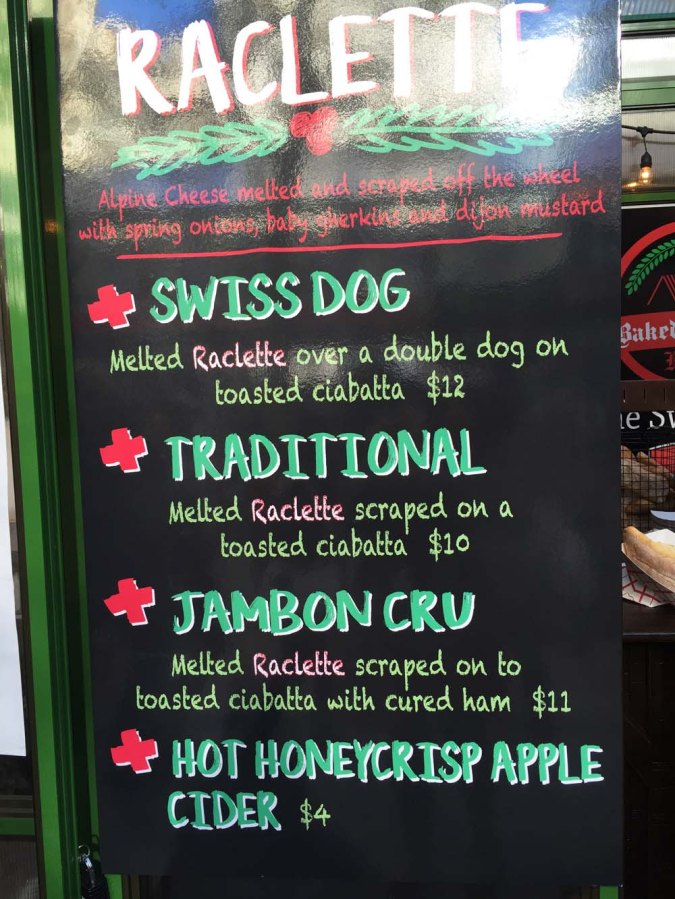 RACLETTE
Alpine Cheese melted and scraped off the wheel
with spring onions, baby gherkins and dijon mustard
SWISS DOG
Melted Raclette over a double dog on
toasted ciabatta $12
TRADITIONAL
Melted Raclette scraped on a
toasted ciabatta $10
JAMBON CRU
Melted Raclette scraped on to
toasted ciabatta with cured ham $11
HOT HONEYCRISP APPLE
CIDER $4
Baked